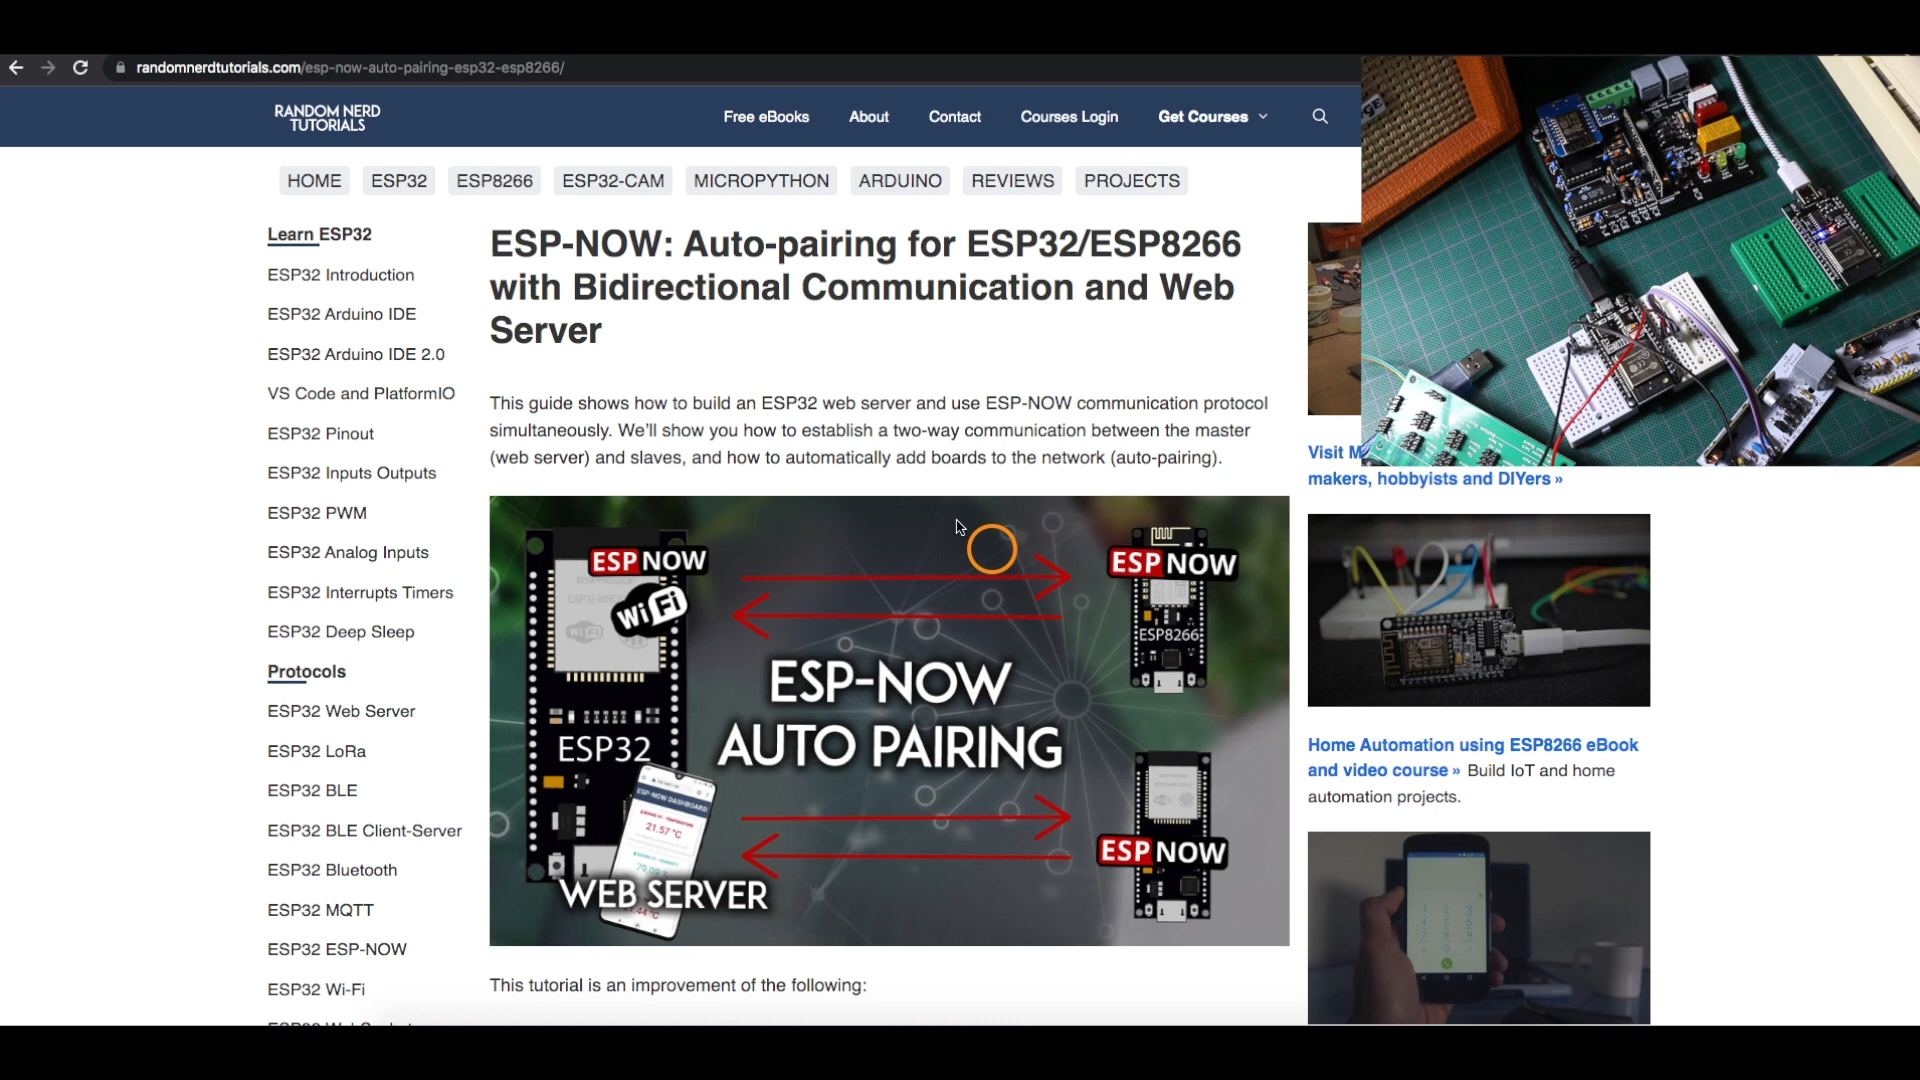 randomnerdtutorials.com/esp-now-auto-pairing-esp32-esp8266/
RANDOM NERD
TUTORIALS
Free eBooks
About
Contact
Courses Login
Get Courses
HOME
ESP32
ESP8266
ESP32-CAM
MICROPYTHON
ARDUINO
REVIEWS
PROJECTS
Learn ESP32
ESP32 Introduction
ESP32 Arduino IDE
ESP32 Arduino IDE 2.0
VS Code and PlatformIO
ESP32 Pinout
ESP32 Inputs Outputs
ESP32 PWM
ESP32 Analog Inputs
ESP32 Interrupts Timers
ESP32 Deep Sleep
Protocols
ESP32 Web Server
ESP32 LoRa
ESP32 BLE
ESP32 BLE Client-Server
ESP32 Bluetooth
ESP32 MQTT
ESP32 ESP-NOW
ESP32 Wi-Fi
ESP-NOW: Auto-pairing for ESP32/ESP8266
with Bidirectional Communication and Web
Server
This guide shows how to build an ESP32 web server and use ESP-NOW communication protocol
simultaneously. We'll show you how to establish a two-way communication between the master
(web server) and slaves, and how to automatically add boards to the network (auto-pairing).
ESP NOW
WiFi
ESP32
ESP-NOW DASHBOARD
21.57 °C
WEB SERVER
ESP-NOW
AUTO PAIRING
ESP NOW
ESP8266
ESP NOW
This tutorial is an improvement of the following:
Visit M
makers, hobbyists and DIYers »
Home Automation using ESP8266 eBook
and video course » Build IoT and home
automation projects.